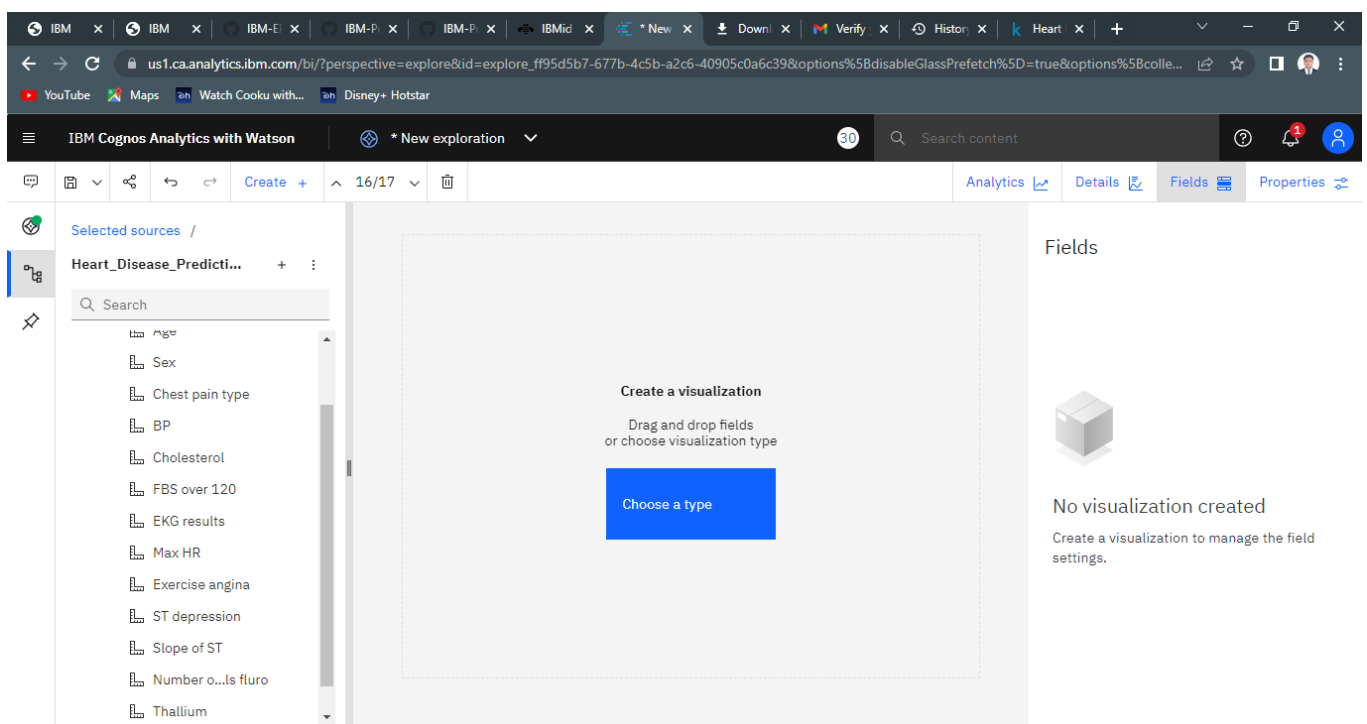 IBM IBM IBM-El IBM-Pr IBM-Pr IBMid * New Downl Verify History Heart
us1.ca.analytics.ibm.com/bi/?perspective=explore&id=explore_ff95d5b7-677b-4c5b-a2c6-40905c0a6c39&options%5BdisableGlassPrefetch%5D=true&options%5Bcolle...
YouTube Maps Watch Cooku with... Disney+ Hotstar
IBM Cognos Analytics with Watson * New exploration 30 Search content 1
Create + 16/17 Analytics Details Fields Properties
Selected sources /
Heart_Disease_Predicti... +
Search
Age
Sex
Chest pain type
BP
Cholesterol
FBS over 120
EKG results
Max HR
Exercise angina
ST depression
Slope of ST
Number o...ls fluro
Thallium
Create a visualization
Drag and drop fields
or choose visualization type
Choose a type
Fields
No visualization created
Create a visualization to manage the field
settings.